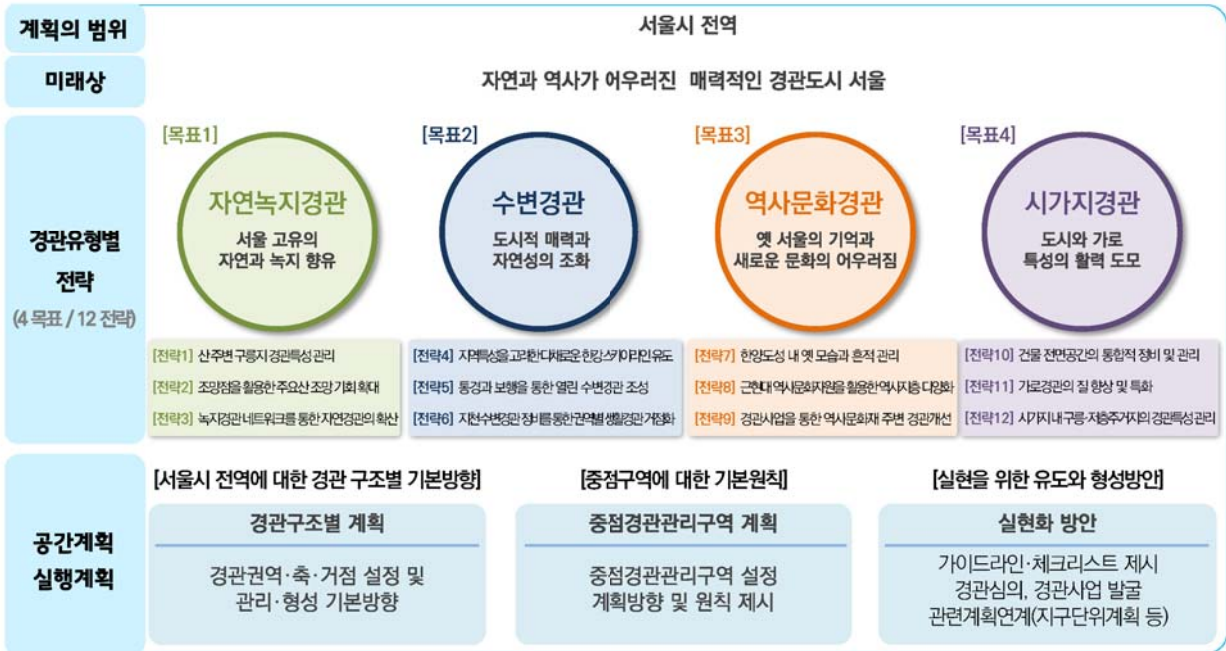 계획의 범위
서울시 전역
미래상
자연과 역사가 어우러진 매력적인 경관도시 서울
경관유형별
전략
(4 목표 / 12 전략)
[목표1]
자연녹지경관
서울 고유의
자연과 녹지 향유
[목표2]
수변경관
도시적 매력과
자연성의 조화
[목표3]
역사문화경관
옛 서울의 기억과
새로운 문화의 어우러짐
[목표4]
시가지경관
도시와 가로
특성의 활력 도모
[전략1] 산 주변 구릉지 경관특성 관리
[전략2] 조망점을 활용한 주요산 조망 기회 확대
[전략3] 녹지경관 네트워크를 통한 자연경관의 확산
[전략4] 지역특성을 고려한 다채로운 한강 스카이라인 유도
[전략5] 통경과 보행을 통한 열린 수변경관 조성
[전략6] 지천수변경관 정비를 통한 권역별 생활경관 거점화
[전략7] 한양도성 내 옛 모습과 흔적 관리
[전략8] 근현대 역사문화자원을 활용한 역사지층 다양화
[전략9] 경관사업을 통한 역사문화재 주변 경관개선
[전략10] 건물 전면공간의 통합적 정비 및 관리
[전략11] 가로경관의 질 향상 및 특화
[전략12] 시가지 내 구릉·저층주거지의 경관특성 관리
공간계획
실행계획
[서울시 전역에 대한 경관 구조별 기본방향]
경관구조별 계획
경관권역·축·거점 설정 및
관리·형성 기본방향
[중점구역에 대한 기본원칙]
중점경관관리구역 계획
중점경관관리구역 설정
계획방향 및 원칙 제시
[실현을 위한 유도와 형성방안]
실현화 방안
가이드라인·체크리스트 제시
경관심의, 경관사업 발굴
관련계획연계(지구단위계획 등)